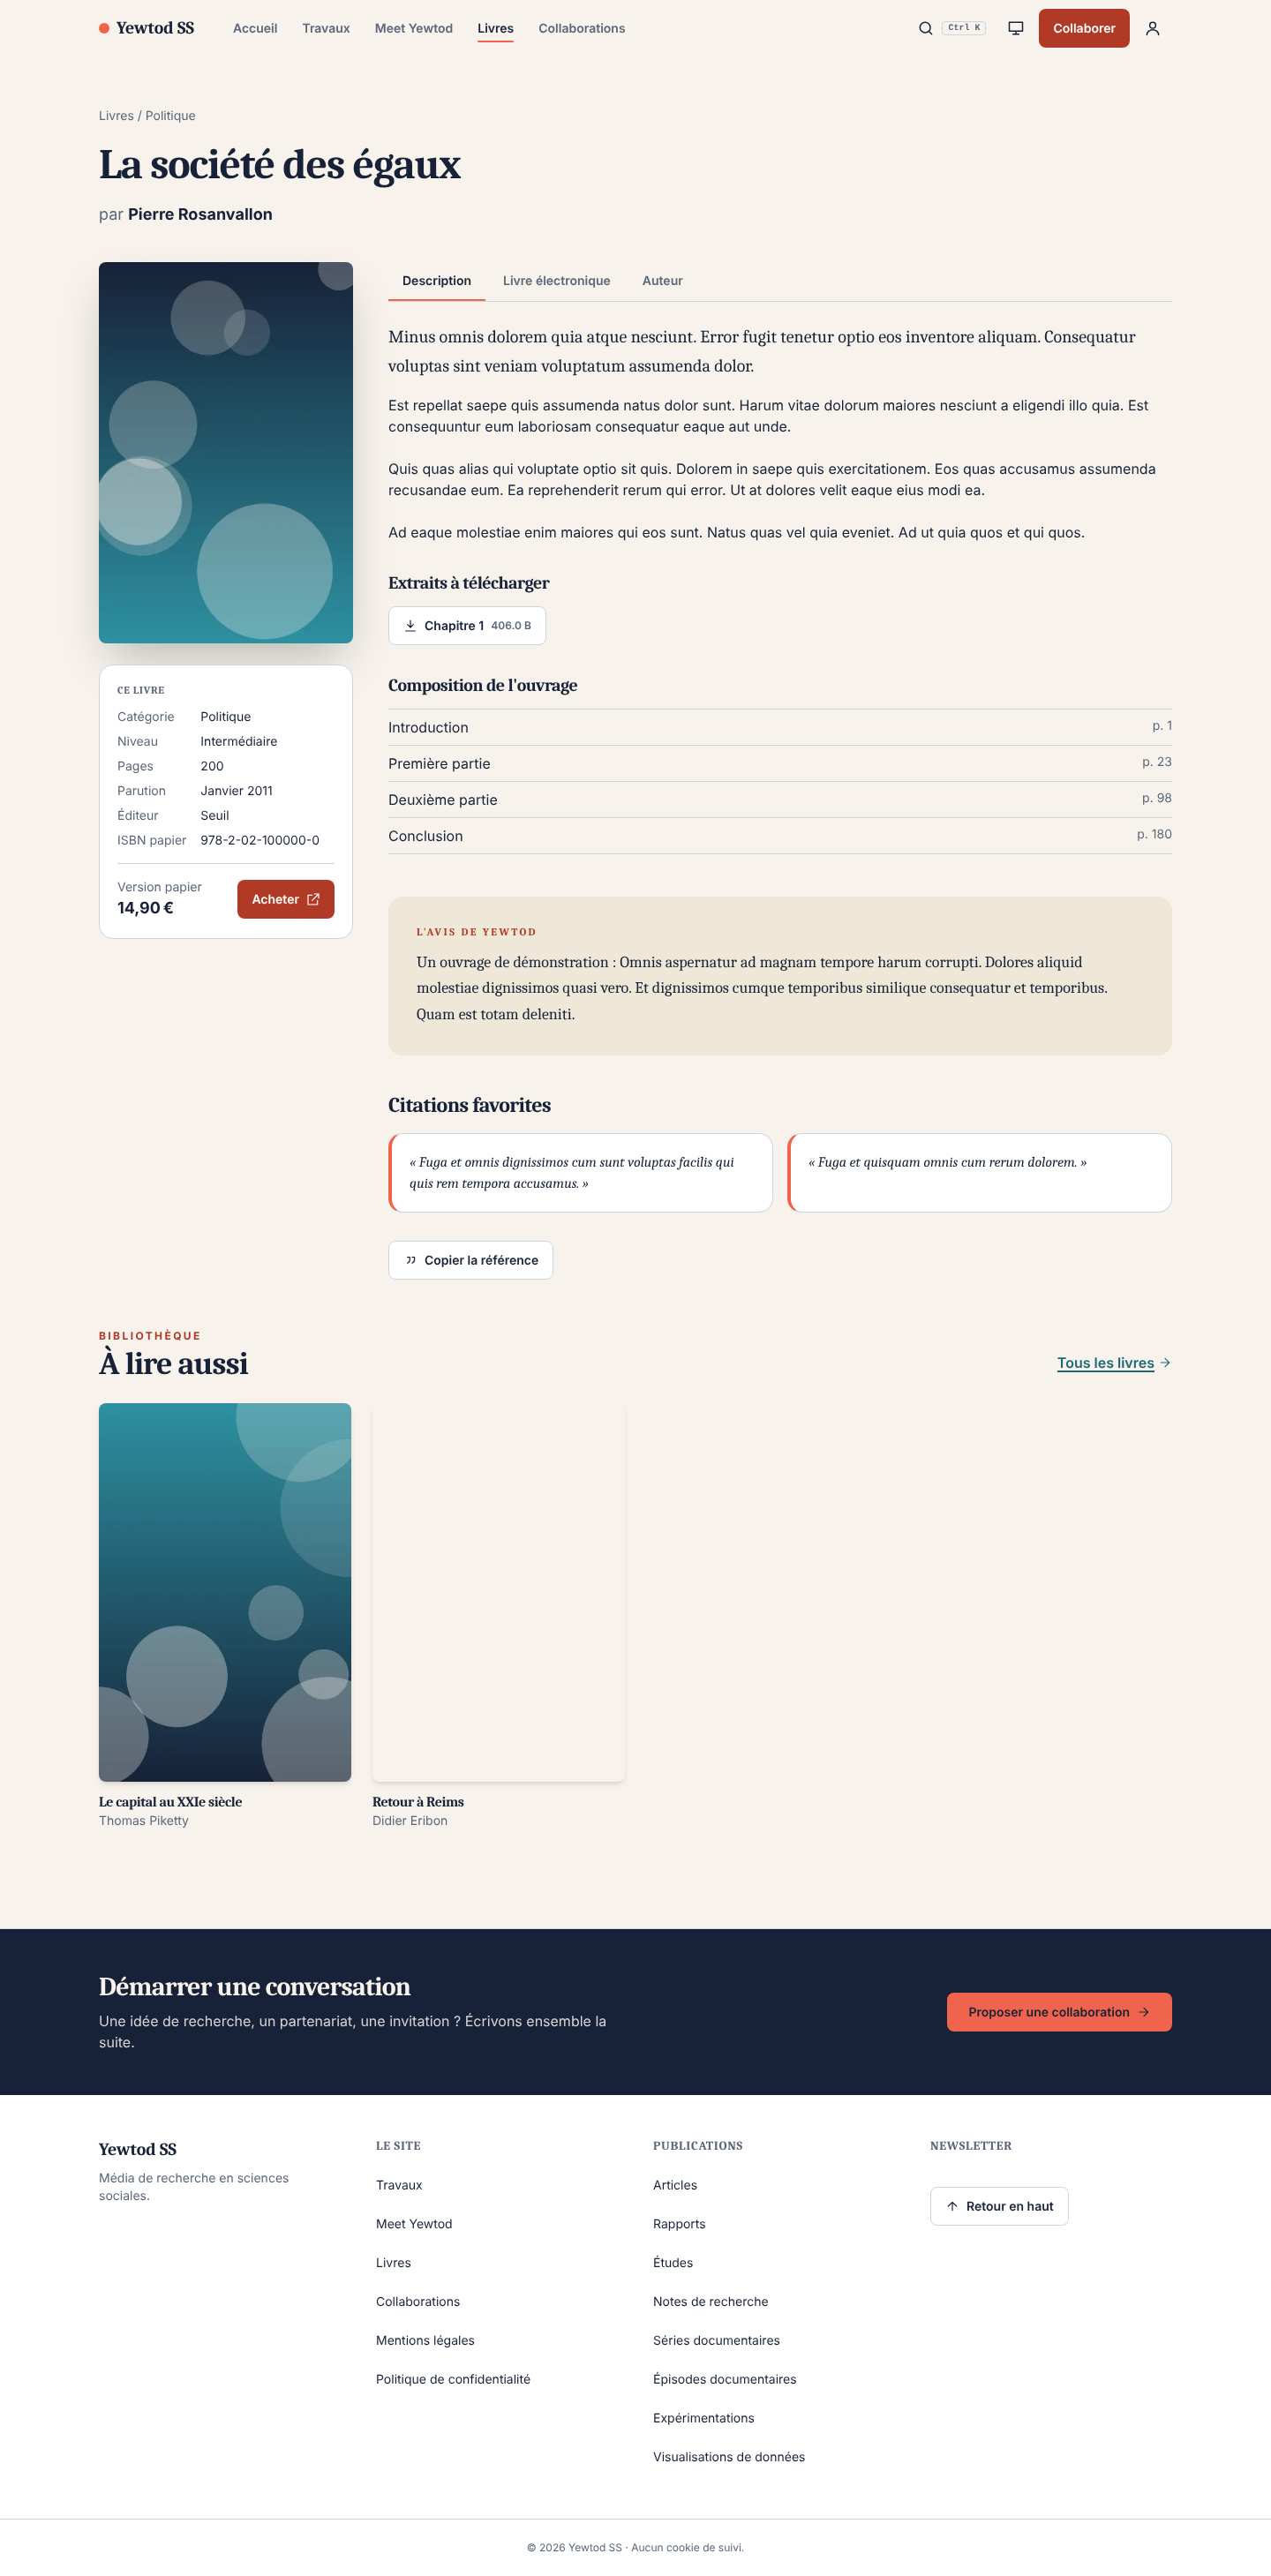 Yewtod SS
Accueil
Travaux
Meet Yewtod
Livres
Collaborations
Ctrl K
Collaborer
Livres / Politique
La société des égaux
par Pierre Rosanvallon
Description
Livre électronique
Auteur
Minus omnis dolorem quia atque nesciunt. Error fugit tenetur optio eos inventore aliquam. Consequatur
voluptas sint veniam voluptatum assumenda dolor.
Est repellat saepe quis assumenda natus dolor sunt. Harum vitae dolorum maiores nesciunt a eligendi illo quia. Est
consequuntur eum laboriosam consequatur eaque aut unde.
Quis quas alias qui voluptate optio sit quis. Dolorem in saepe quis exercitationem. Eos quas accusamus assumenda
recusandae eum. Ea reprehenderit rerum qui error. Ut at dolores velit eaque eius modi ea.
Ad eaque molestiae enim maiores qui eos sunt. Natus quas vel quia eveniet. Ad ut quia quos et qui quos.
Extraits à télécharger
Chapitre 1 406.0 B
Composition de l'ouvrage
Introduction p. 1
Première partie p. 23
Deuxième partie p. 98
Conclusion p. 180
CE LIVRE
Catégorie Politique
Niveau Intermédiaire
Pages 200
Parution Janvier 2011
Éditeur Seuil
ISBN papier 978-2-02-100000-0
Version papier
14,90 €
Acheter
L'AVIS DE YEWTOD
Un ouvrage de démonstration : Omnis aspernatur ad magnam tempore harum corrupti. Dolores aliquid
molestiae dignissimos quasi vero. Et dignissimos cumque temporibus similique consequatur et temporibus.
Quam est totam deleniti.
Citations favorites
« Fuga et omnis dignissimos cum sunt voluptas facilis qui
quis rem tempora accusamus. »
« Fuga et quisquam omnis cum rerum dolorem. »
Copier la référence
BIBLIOTHÈQUE
À lire aussi
Tous les livres
Le capital au XXIe siècle
Thomas Piketty
Retour à Reims
Didier Eribon
Démarrer une conversation
Une idée de recherche, un partenariat, une invitation ? Écrivons ensemble la
suite.
Proposer une collaboration
Yewtod SS
Média de recherche en sciences
sociales.
LE SITE
Travaux
Meet Yewtod
Livres
Collaborations
Mentions légales
Politique de confidentialité
PUBLICATIONS
Articles
Rapports
Études
Notes de recherche
Séries documentaires
Épisodes documentaires
Expérimentations
Visualisations de données
NEWSLETTER
Retour en haut
© 2026 Yewtod SS · Aucun cookie de suivi.